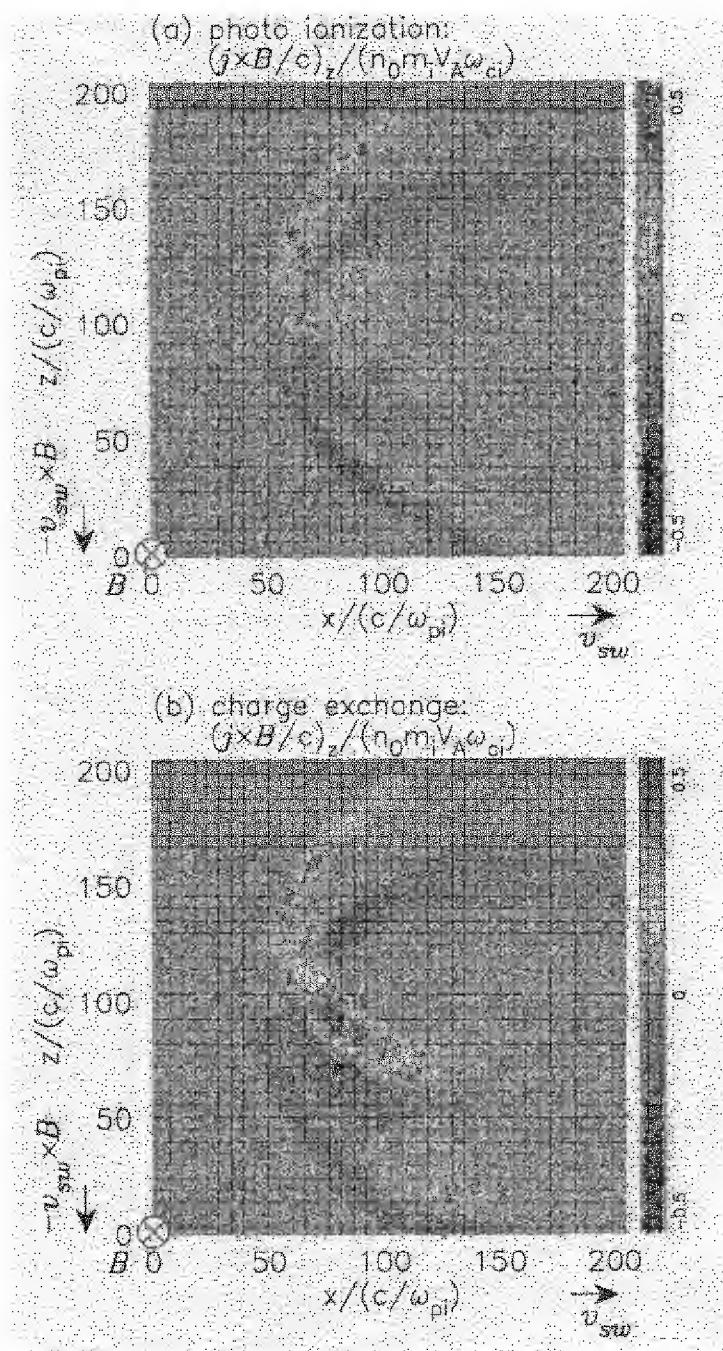 (a) photo ionization:
(j×B/c)z/(n0miVAωci)
200
150
100
50
0
z/(c/ωpi)
−vsw×B
B
0 50 100 150 200
x/(c/ωpi)
vsw
0.5
0
−0.5
(b) charge exchange:
(j×B/c)z/(n0miVAωci)
200
150
100
50
0
z/(c/ωpi)
−vsw×B
B
0 50 100 150 200
x/(c/ωpi)
vsw
0.5
0
−0.5